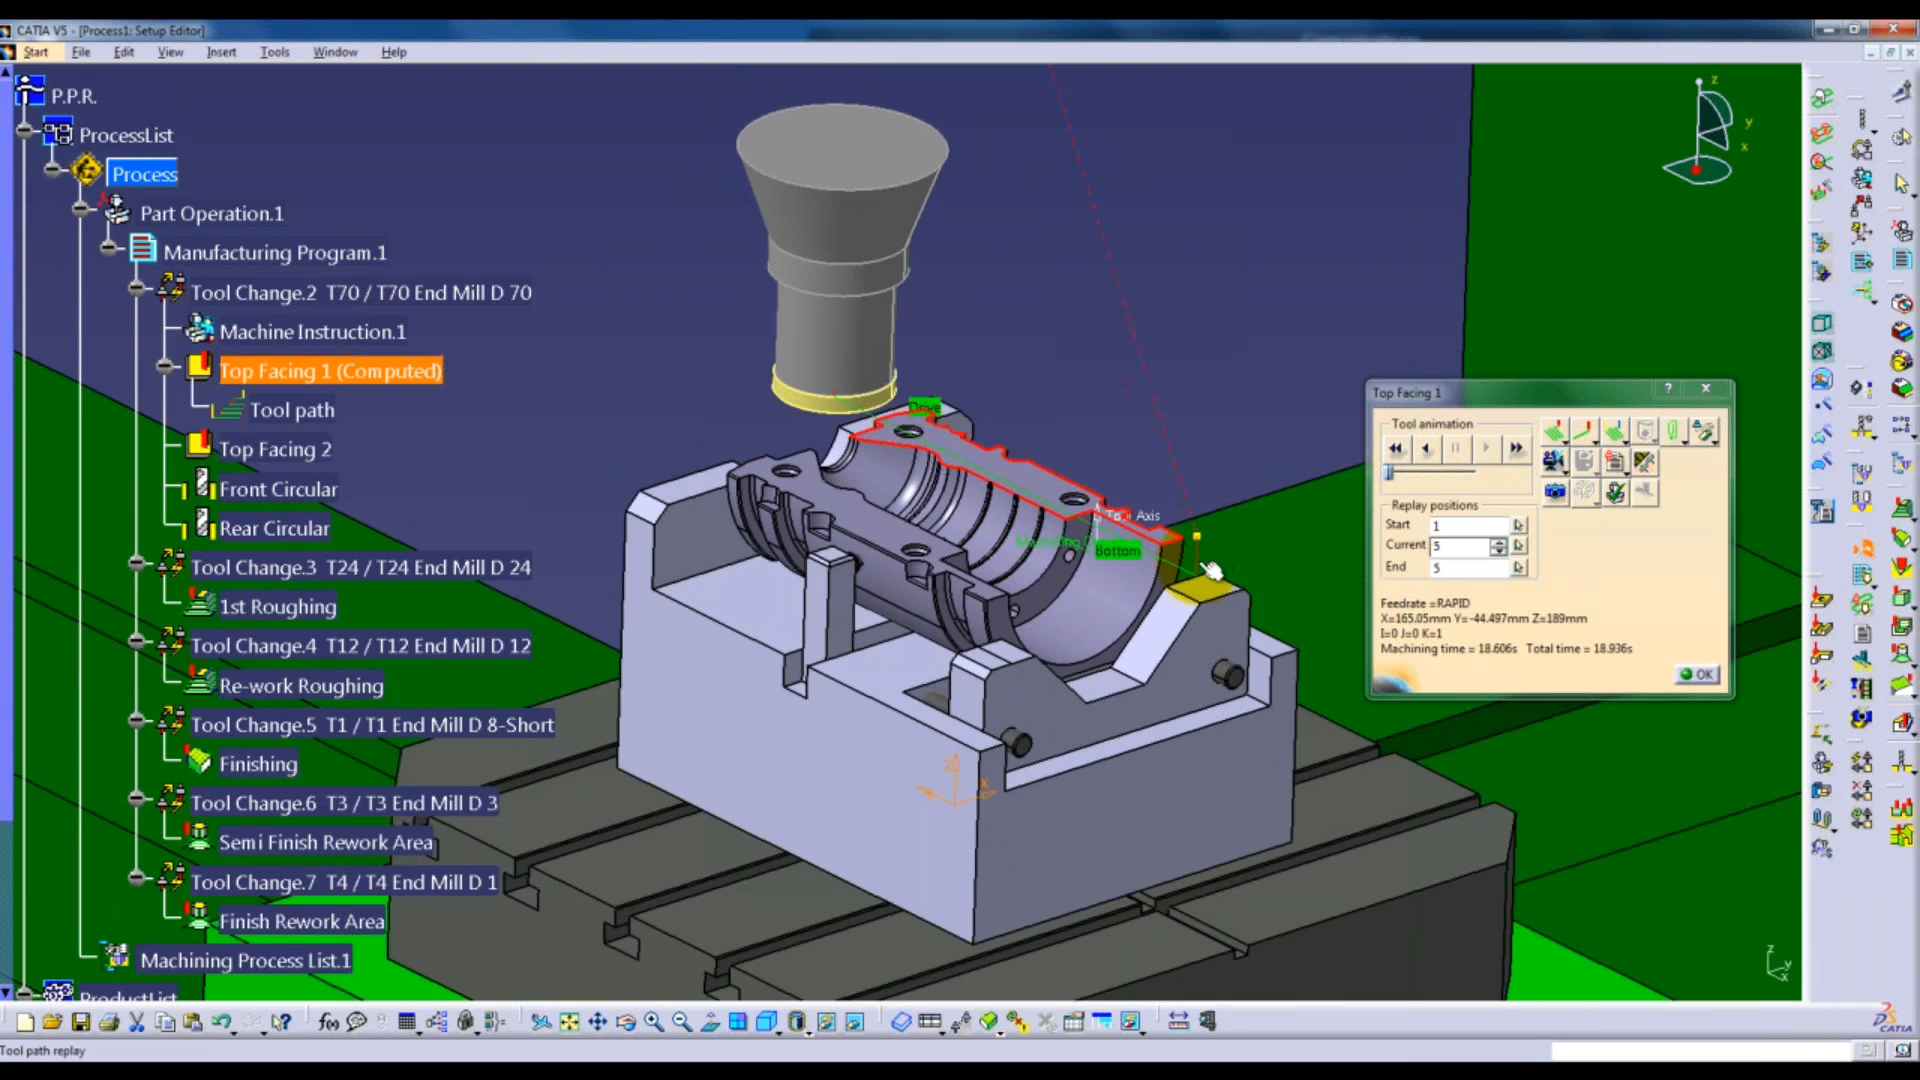 CATIA V5 - [Process1: Setup Editor]
Start File Edit View Insert Tools Window Help
P.P.R.
ProcessList
Process
Part Operation.1
Manufacturing Program.1
Tool Change.2 T70 / T70 End Mill D 70
Machine Instruction.1
Top Facing 1 (Computed)
Tool path
Top Facing 2
Front Circular
Rear Circular
Tool Change.3 T24 / T24 End Mill D 24
1st Roughing
Tool Change.4 T12 / T12 End Mill D 12
Re-work Roughing
Tool Change.5 T1 / T1 End Mill D 8-Short
Finishing
Tool Change.6 T3 / T3 End Mill D 3
Semi Finish Rework Area
Tool Change.7 T4 / T4 End Mill D 1
Finish Rework Area
Machining Process List.1
ProductList
Drive
Axis
Bottom
z
y
x
Top Facing 1
Tool animation
Replay positions
Start 1
Current 5
End 5
Feedrate =RAPID
X=165.05mm Y=-44.497mm Z=189mm
I=0 J=0 K=1
Machining time = 18.606s Total time = 18.936s
OK
z
x
z
y
x
f(x)
CATIA
Tool path replay